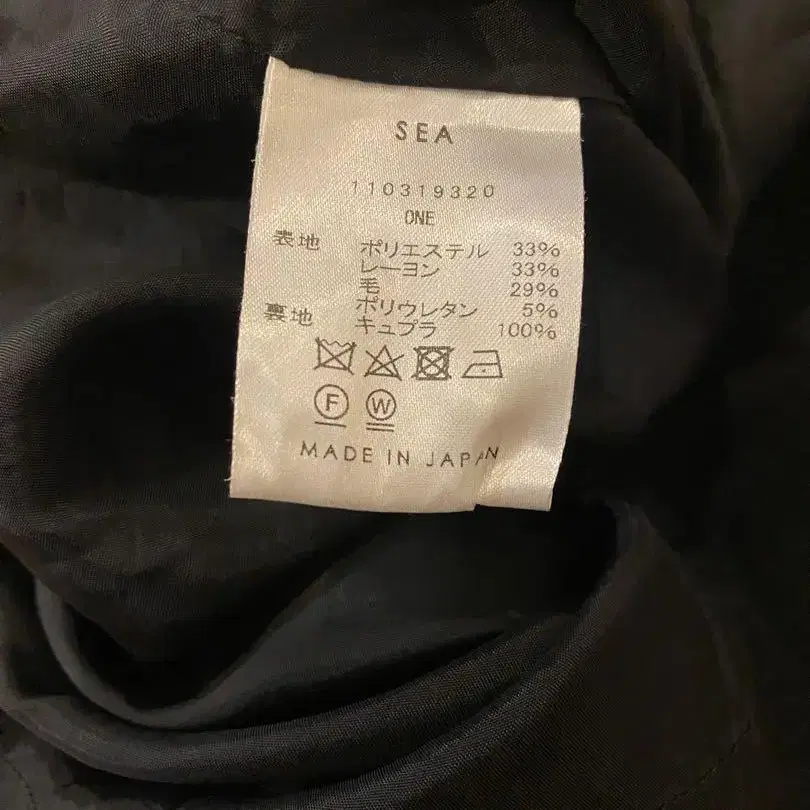 SEA
110319320
ONE
表地 ポリエステル 33%
レーヨン 33%
毛 29%
ポリウレタン 5%
裏地 キュプラ 100%
F W
MADE IN JAPAN